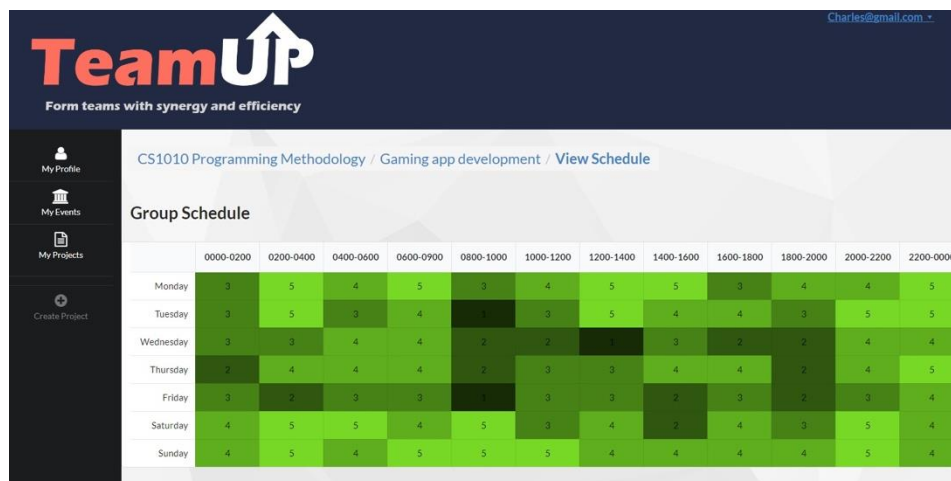 Charles@gmail.com
TeamUP
Form teams with synergy and efficiency
My Profile
My Events
My Projects
Create Project
CS1010 Programming Methodology / Gaming app development / View Schedule
Group Schedule
0000-0200 0200-0400 0400-0600 0600-0900 0800-1000 1000-1200 1200-1400 1400-1600 1600-1800 1800-2000 2000-2200 2200-000
Monday 3 5 4 5 3 4 5 5 3 4 4 5
Tuesday 3 5 3 4 1 3 5 4 4 3 5 5
Wednesday 3 3 4 4 2 2 1 3 2 2 4 4
Thursday 2 4 4 4 2 3 3 4 4 2 4 5
Friday 3 2 3 3 1 3 3 2 3 2 3 4
Saturday 4 5 5 4 5 3 4 2 4 3 5 4
Sunday 4 5 4 5 5 5 4 4 4 4 5 4